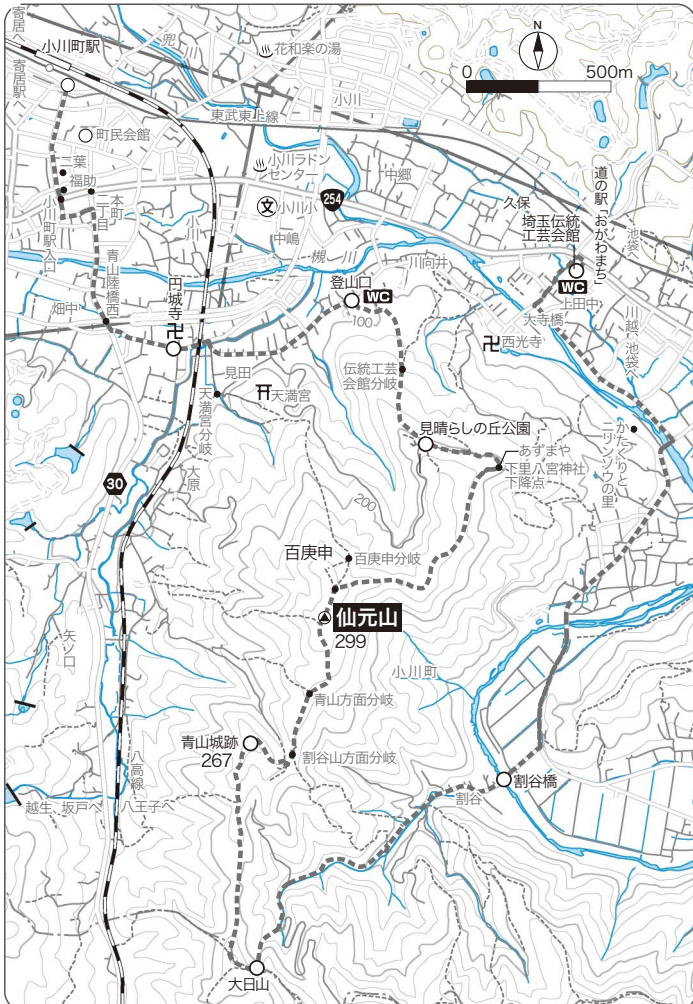 寄居へ
寄居駅へ
小川町駅
兜川
花和楽の湯
N
0 500m
小川
東武東上線
町民会館
二葉
福助
本町二丁目
小川町駅入口
小川ラドンセンター
文 小川小
254
中郷
中嶋
槻川
久保
埼玉伝統工芸会館
道の駅「おがわまち」
池袋へ
WC
上田中
川越・池袋へ
大寺橋
小川
青山陸橋西
畑中
円城寺
登山口
WC
100
川向井
西光寺
伝統工芸会館分岐
見田
天満宮
天満宮分岐
大原
30
見晴らしの丘公園
あずまや
下里八宮神社下降点
かたくりとニリンソウの里
200
百庚申
百庚申分岐
仙元山
299
小川町
矢ノ口
青山方面分岐
青山城跡
267
割谷山方面分岐
割谷橋
割谷
八高線
越生、坂戸へ
八王子へ
大日山